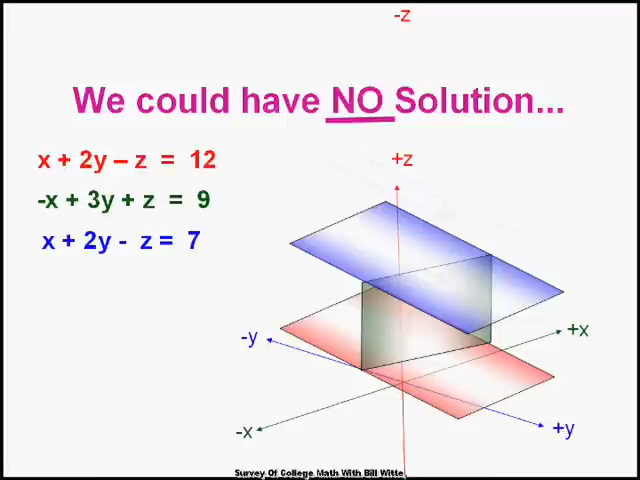 -z
We could have NO Solution...
x + 2y – z = 12
+z
-x + 3y + z = 9
x + 2y - z = 7
-y
+x
-x
+y
Survey Of College Math With Bill Witte